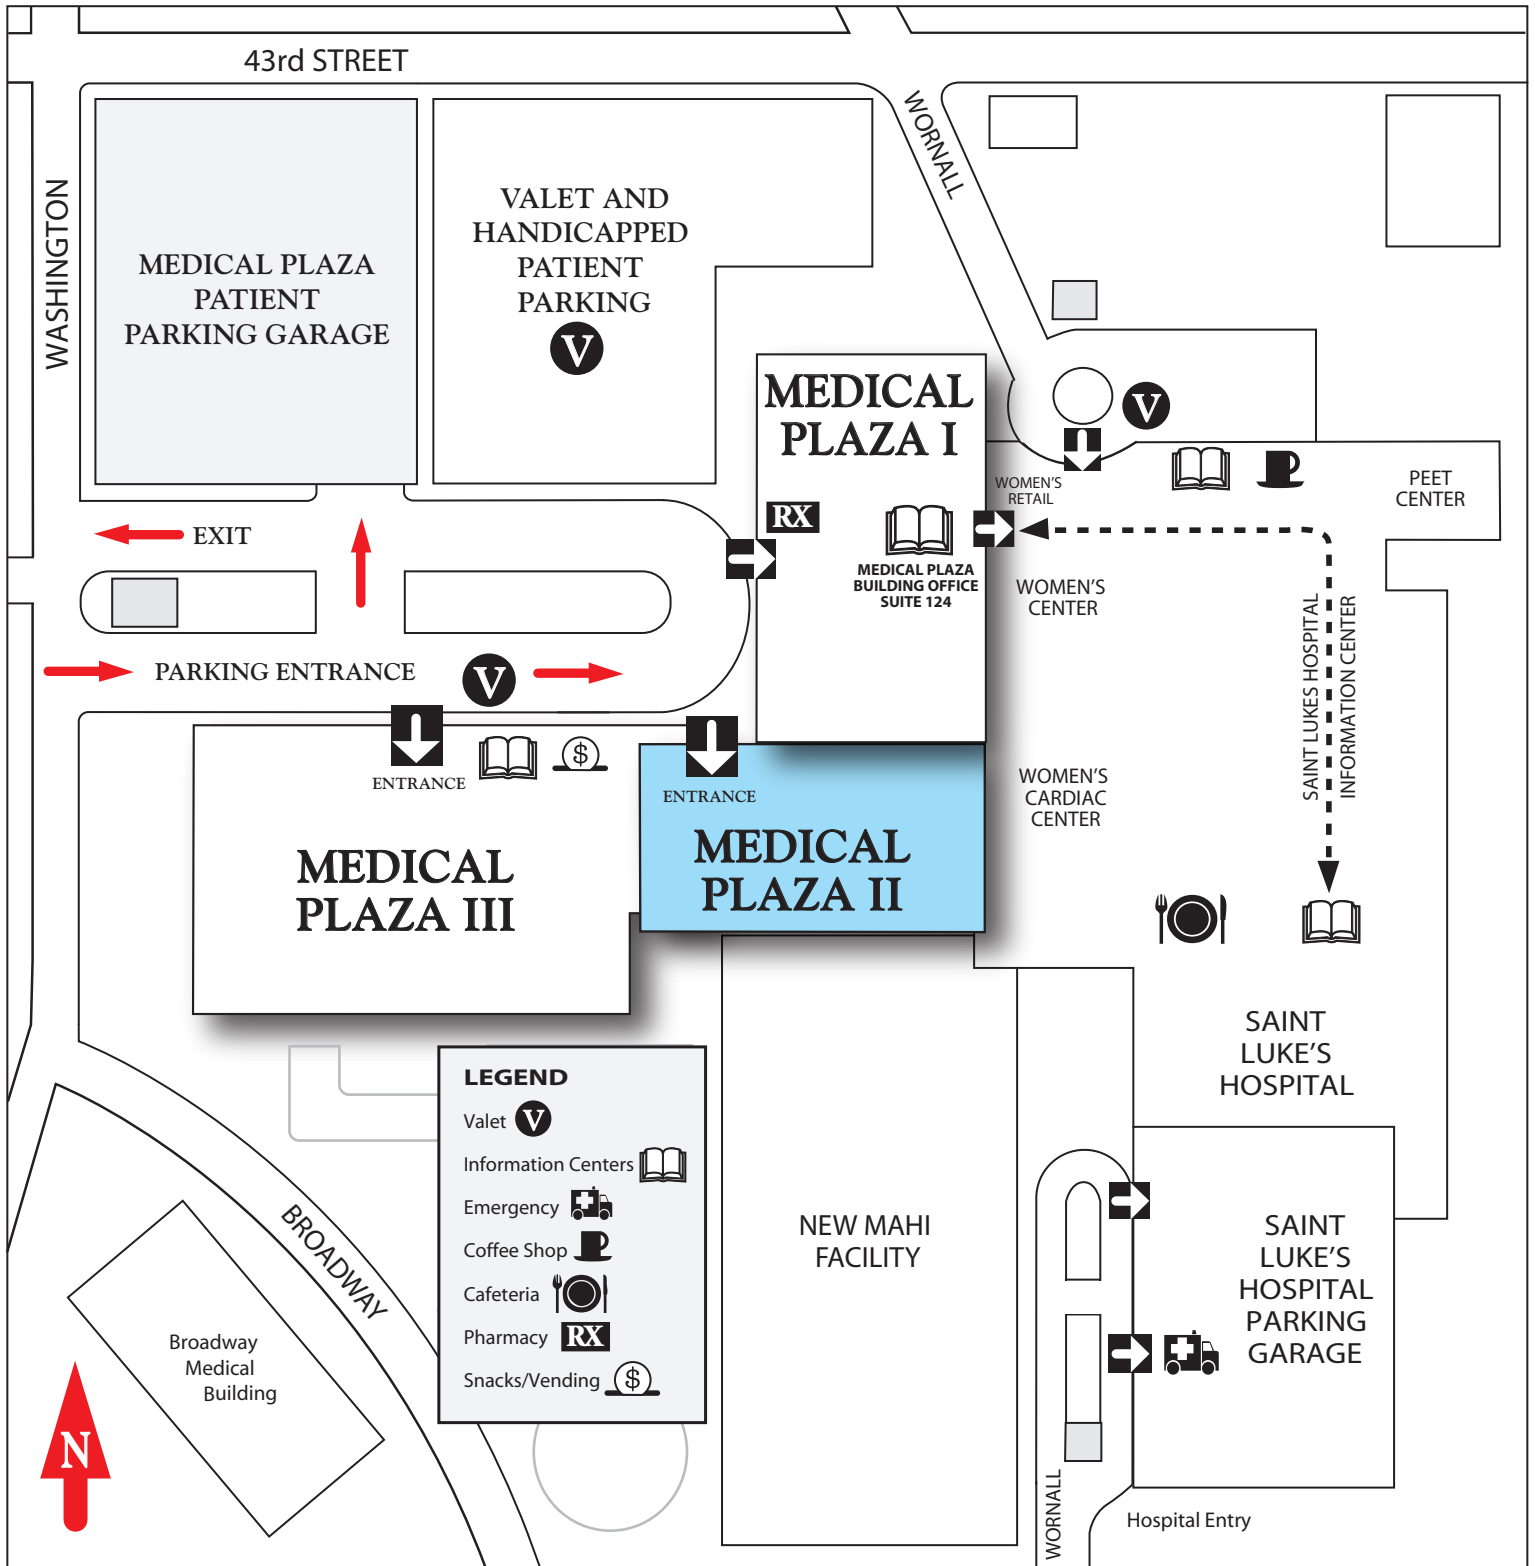 43rd STREET
WORNALL
WASHINGTON
MEDICAL PLAZA
PATIENT
PARKING GARAGE
VALET AND
HANDICAPPED
PATIENT
PARKING
V
MEDICAL
PLAZA I
V
RX
MEDICAL PLAZA
BUILDING OFFICE
SUITE 124
WOMEN'S
RETAIL
PEET
CENTER
EXIT
WOMEN'S
CENTER
SAINT LUKES HOSPITAL
INFORMATION CENTER
PARKING ENTRANCE
V
$
ENTRANCE
ENTRANCE
WOMEN'S
CARDIAC
CENTER
MEDICAL
PLAZA III
MEDICAL
PLAZA II
SAINT
LUKE'S
HOSPITAL
LEGEND
Valet V
Information Centers
Emergency
Coffee Shop
Cafeteria
Pharmacy RX
Snacks/Vending $
BROADWAY
NEW MAHI
FACILITY
SAINT
LUKE'S
HOSPITAL
PARKING
GARAGE
Broadway
Medical
Building
N
WORNALL
Hospital Entry